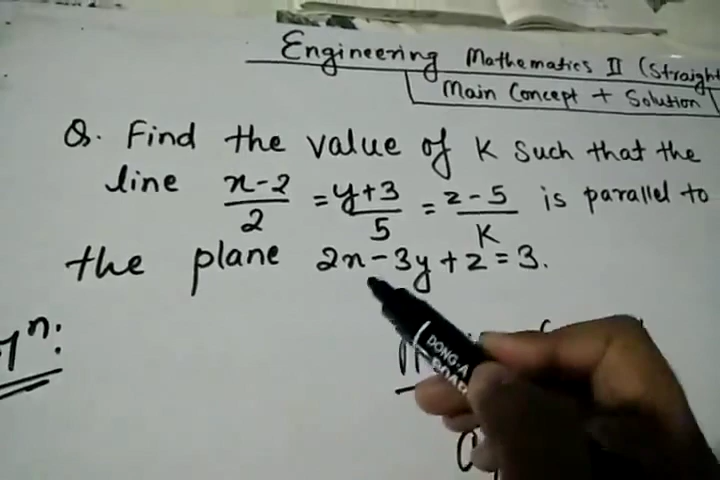 Engineering Mathematics II (Straight
Main Concept + Solution
Q. Find the value of K such that the
line x-2/2 = y+3/5 = z-5/K is parallel to
the plane 2x-3y+z=3.
DONG-A